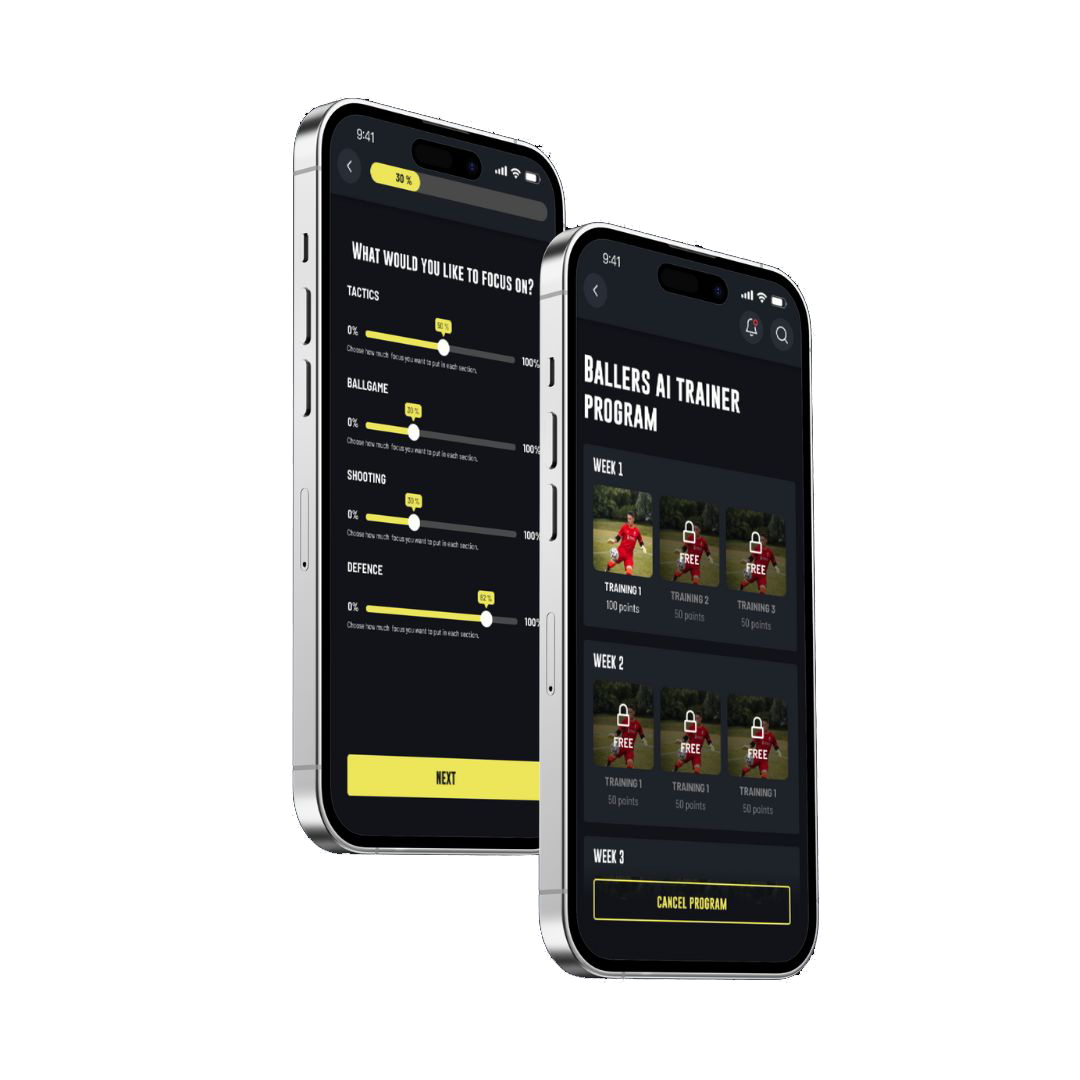 9:41
30 %
WHAT WOULD YOU LIKE TO FOCUS ON?
TACTICS
50 %
0%
100%
Choose how much focus you want to put in each section.
BALLGAME
30 %
0%
100%
Choose how much focus you want to put in each section.
SHOOTING
30 %
0%
100%
Choose how much focus you want to put in each section.
DEFENCE
82 %
0%
100%
Choose how much focus you want to put in each section.
NEXT
9:41
BALLERS AI TRAINER
PROGRAM
WEEK 1
FREE
FREE
TRAINING 1
TRAINING 2
TRAINING 3
100 points
50 points
50 points
WEEK 2
FREE
FREE
FREE
TRAINING 1
TRAINING 1
TRAINING 1
50 points
50 points
50 points
WEEK 3
CANCEL PROGRAM